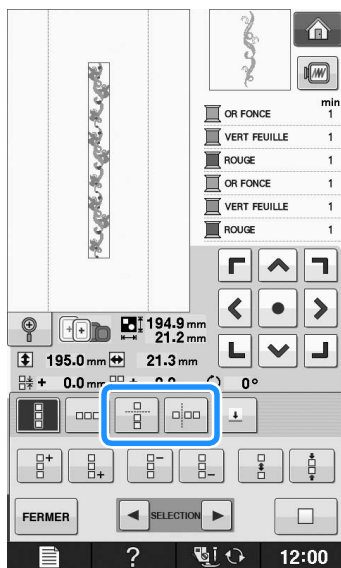 min
OR FONCE 1
VERT FEUILLE 1
ROUGE 1
OR FONCE 1
VERT FEUILLE 1
ROUGE 1
194.9 mm
21.2 mm
195.0 mm 21.3 mm
+ 0.0 mm 0°
FERMER SELECTION
? 12:00